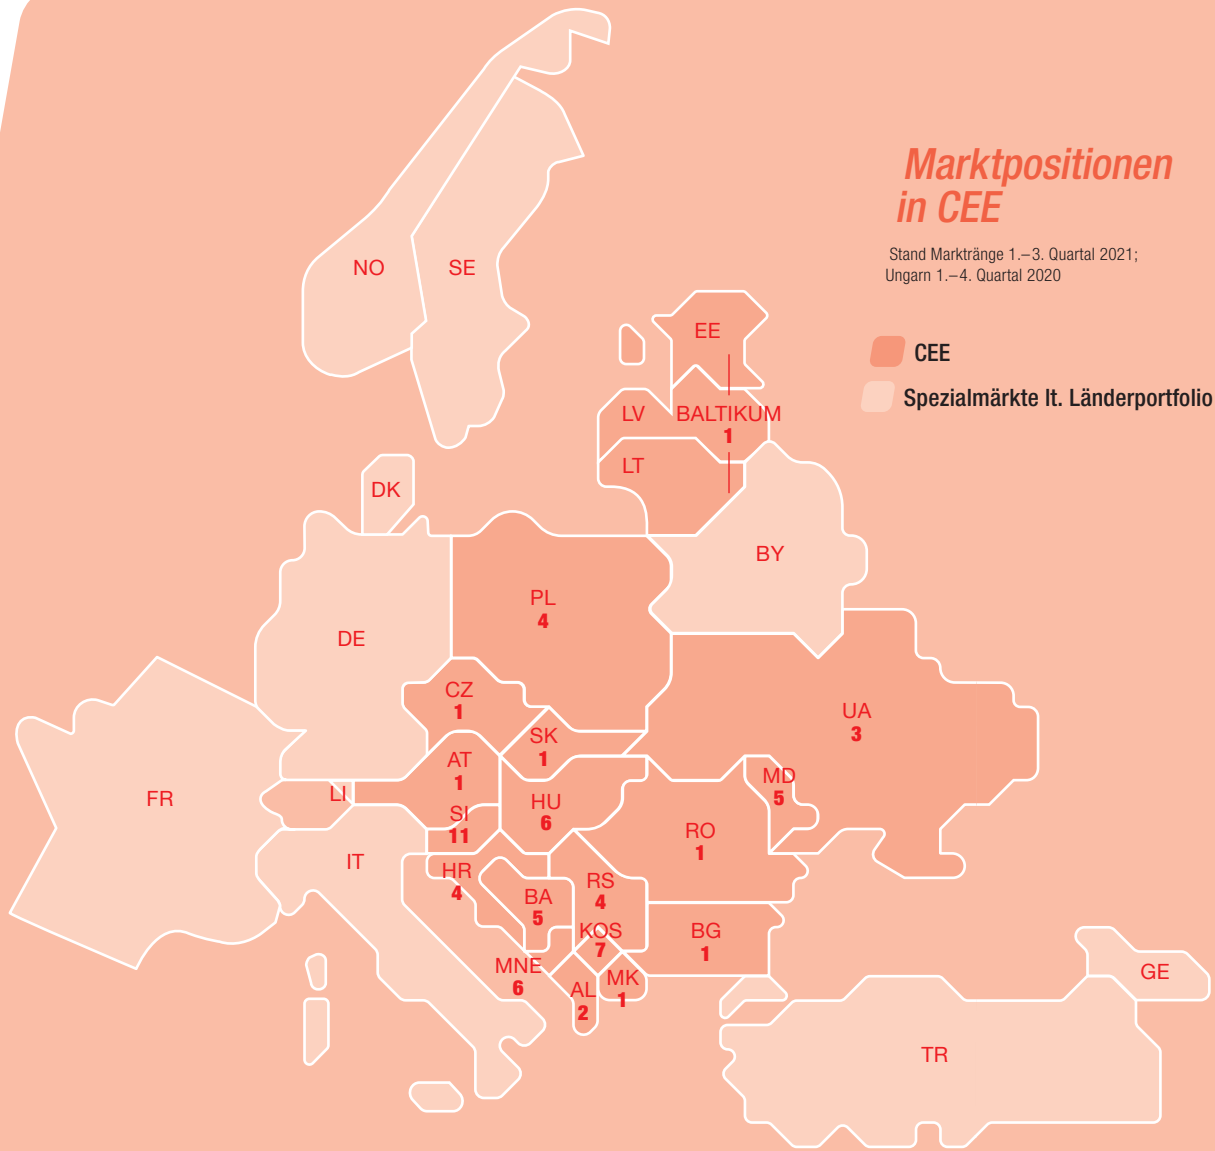 Marktpositionen
in CEE
Stand Marktränge 1.–3. Quartal 2021;
Ungarn 1.–4. Quartal 2020
CEE
Spezialmärkte lt. Länderportfolio
NO
SE
EE
LV
BALTIKUM
1
LT
DK
BY
PL
4
DE
CZ
1
UA
3
SK
1
AT
1
MD
5
LI
FR
HU
6
SI
11
RO
1
IT
HR
4
RS
4
BA
5
KOS
7
BG
1
MNE
6
MK
1
AL
2
GE
TR